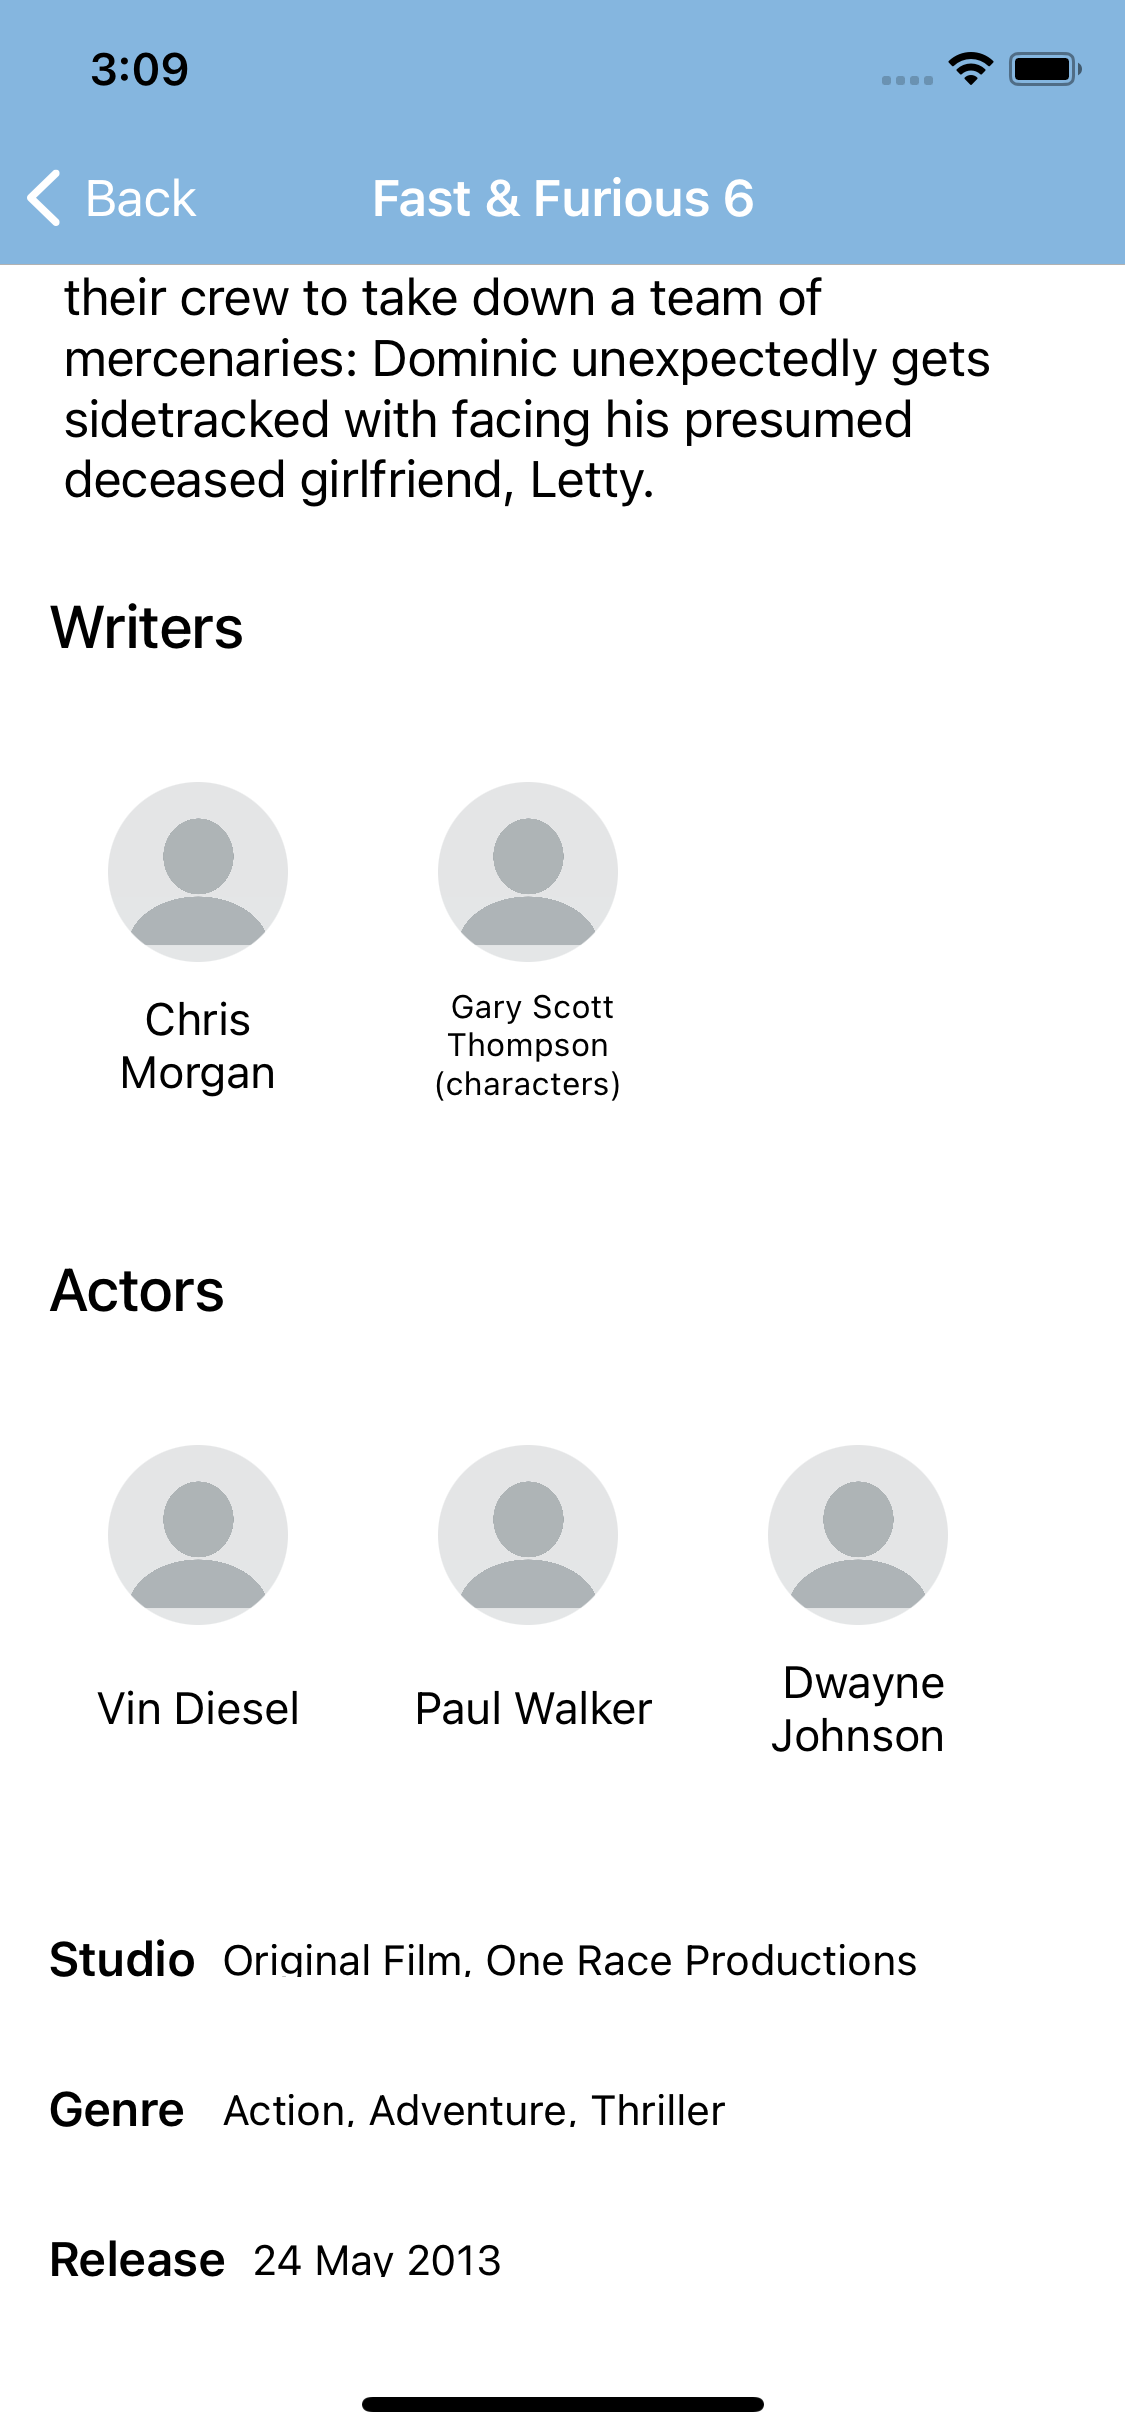 3:09
Back
Fast & Furious 6
their crew to take down a team of
mercenaries: Dominic unexpectedly gets
sidetracked with facing his presumed
deceased girlfriend, Letty.
Writers
Chris
Morgan
Gary Scott
Thompson
(characters)
Actors
Vin Diesel
Paul Walker
Dwayne
Johnson
Studio Original Film, One Race Productions
Genre Action, Adventure, Thriller
Release 24 May 2013